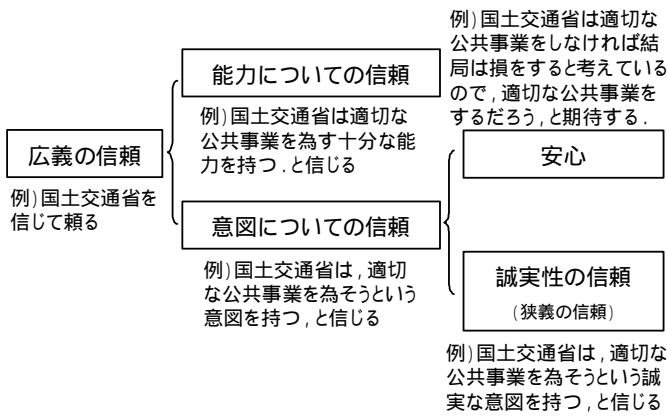 広義の信頼
例)国土交通省を
信じて頼る
能力についての信頼
例)国土交通省は適切な
公共事業を為す十分な能
力を持つ.と信じる
意図についての信頼
例)国土交通省は,適切
な公共事業を為そうという
意図を持つ,と信じる
例)国土交通省は適切な
公共事業をしなければ結
局は損をすると考えている
ので,適切な公共事業を
するだろう,と期待する.
安心
誠実性の信頼
(狭義の信頼)
例)国土交通省は,適切な
公共事業を為そうという誠
実な意図を持つ,と信じる